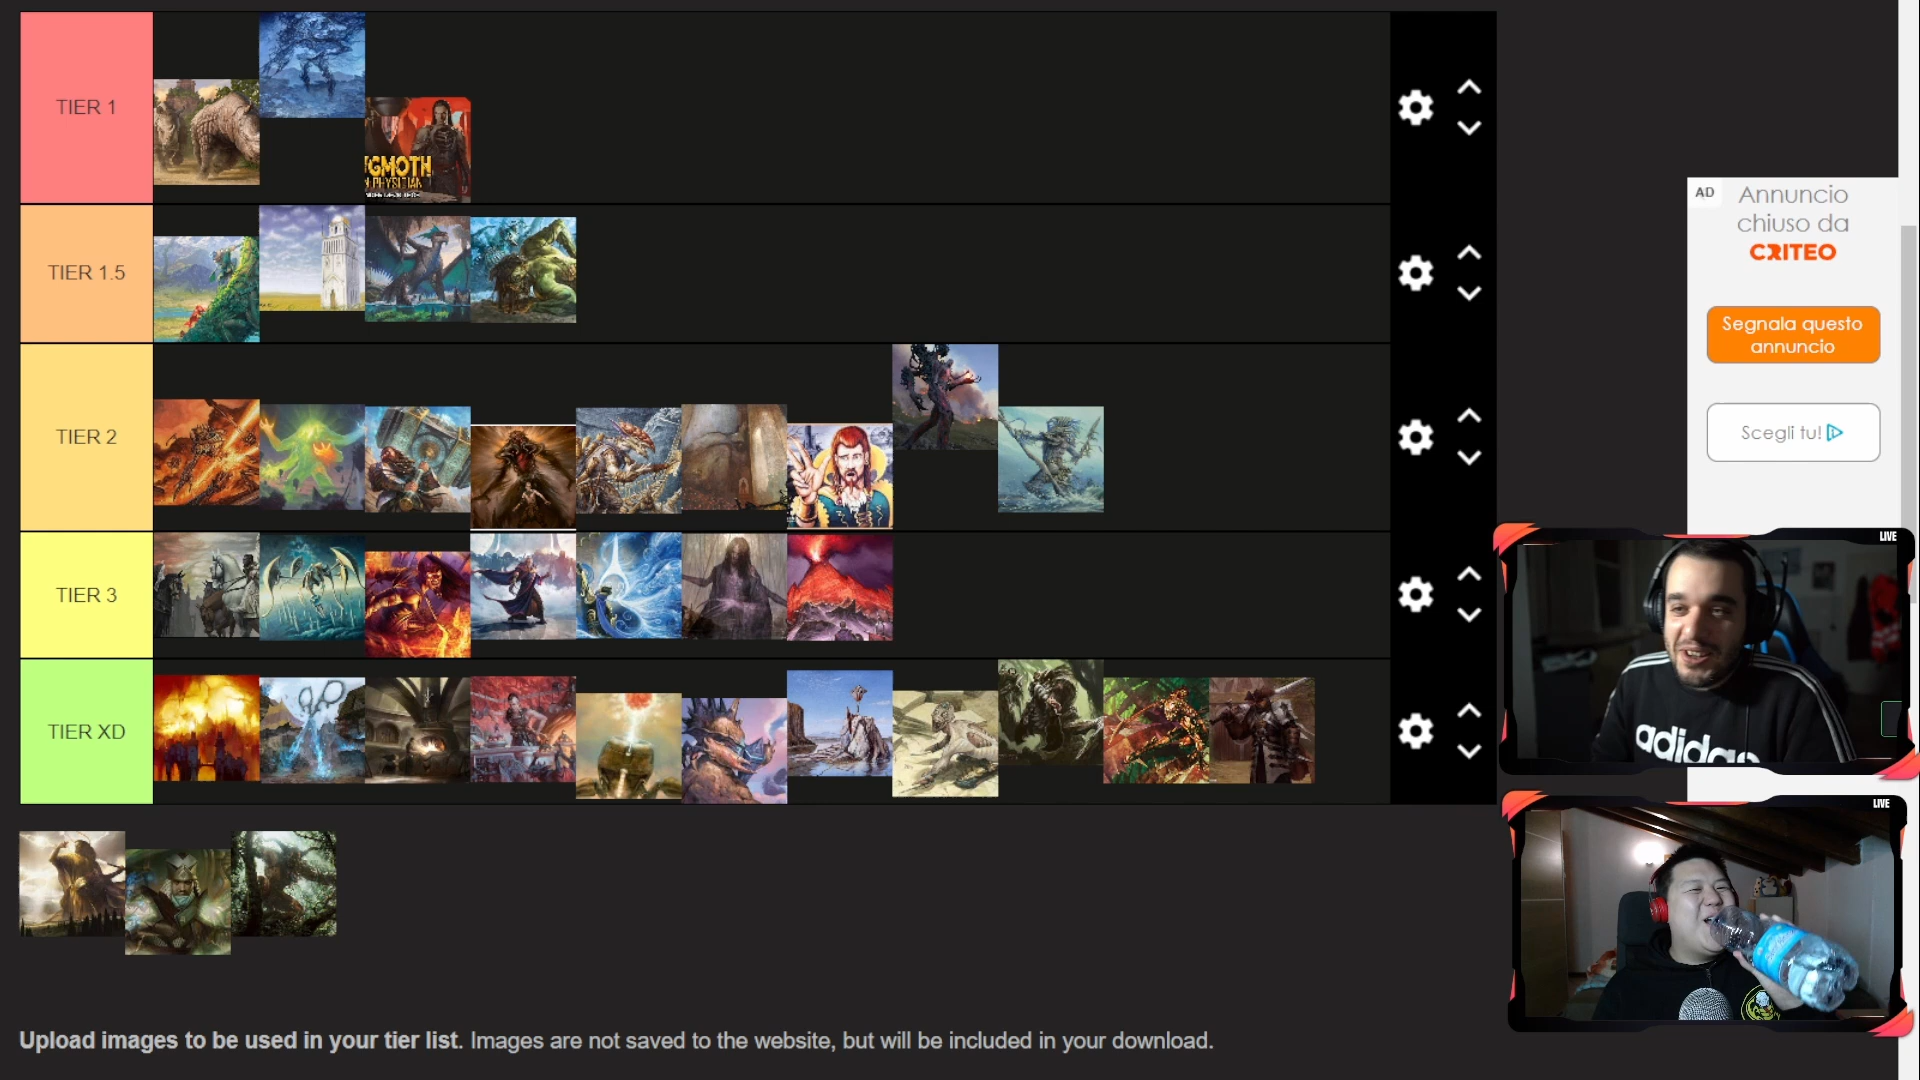 TIER 1
GMOTH
N PHYSICIAN
TIER 1.5
TIER 2
TIER 3
TIER XD
AD
Annuncio
chiuso da
CRITEO
Segnala questo
annuncio
Scegli tu!
LIVE
adidas
LIVE
Upload images to be used in your tier list. Images are not saved to the website, but will be included in your download.